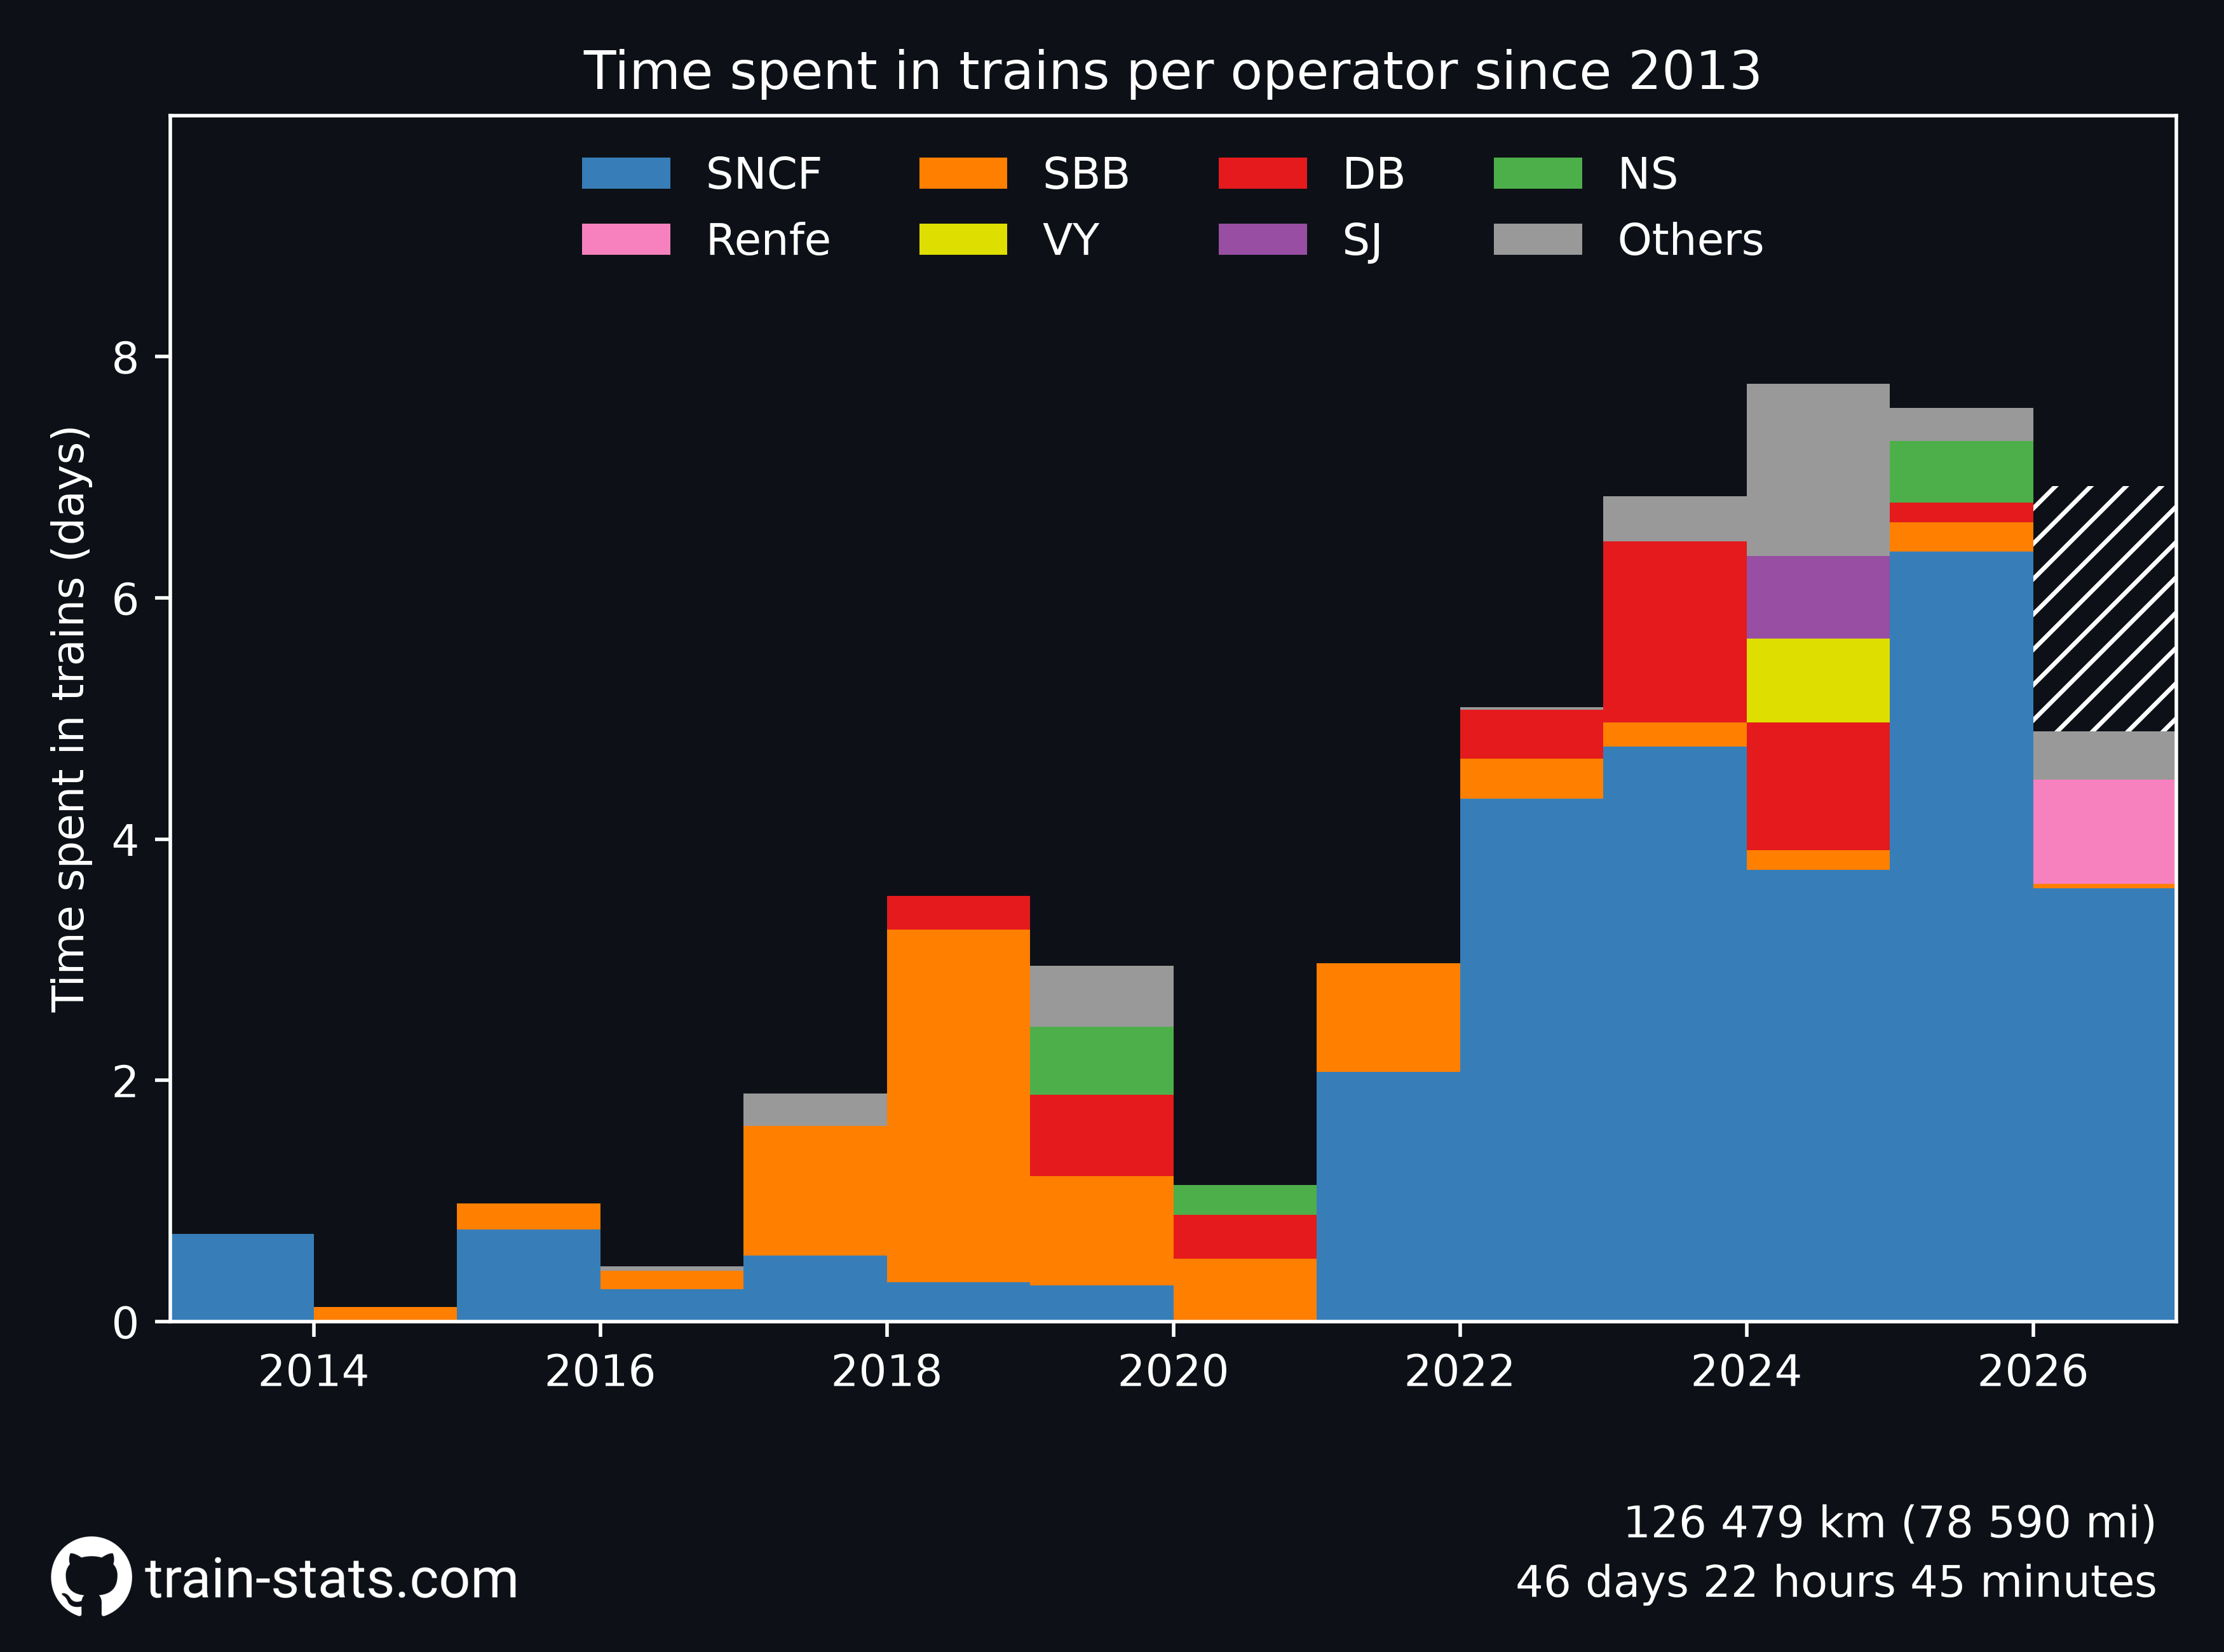 Time spent in trains per operator since 2013
SNCF SBB DB NS
Renfe VY SJ Others
Time spent in trains (days)
8
6
4
2
0
2014 2016 2018 2020 2022 2024 2026
126 479 km (78 590 mi)
46 days 22 hours 45 minutes
train-stats.com